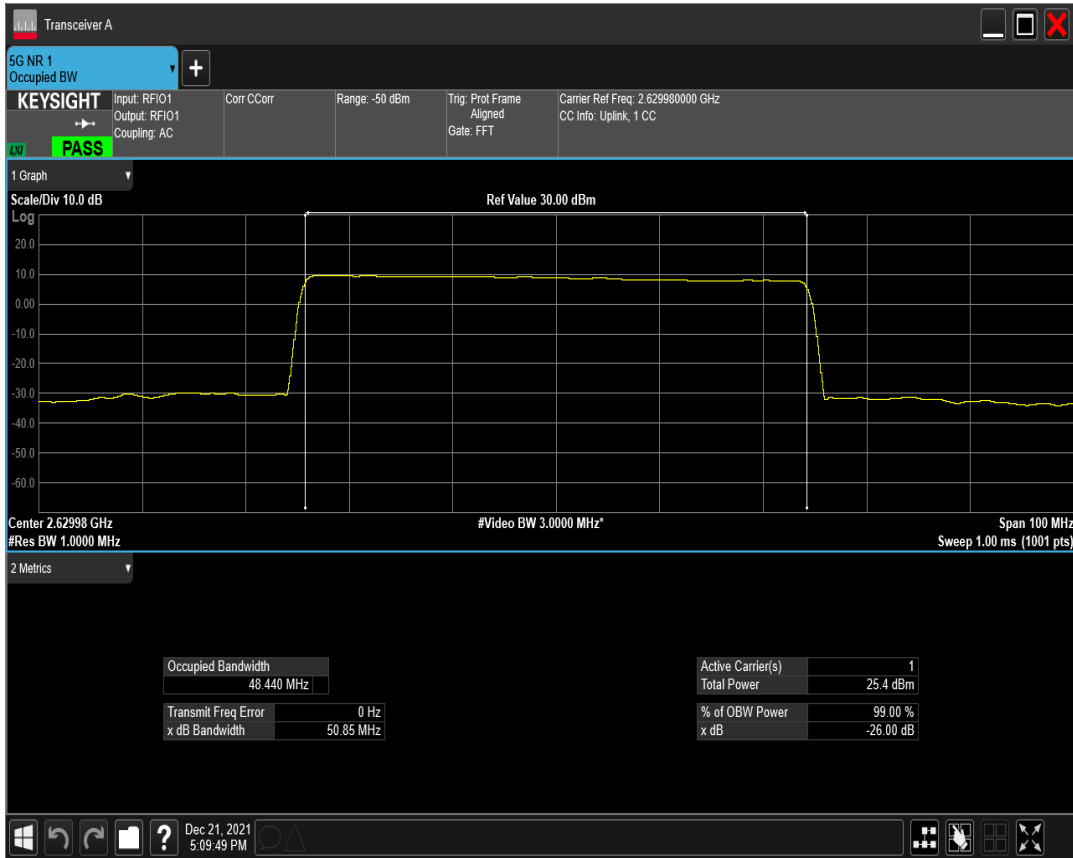 Transceiver A
5G NR 1
Occupied BW
KEYSIGHT
LXI
PASS
Input: RFIO1
Output: RFIO1
Coupling: AC
Corr CCorr
Range: -50 dBm
Trig: Prot Frame
Aligned
Gate: FFT
Carrier Ref Freq: 2.629980000 GHz
CC Info: Uplink, 1 CC
1 Graph
Scale/Div 10.0 dB
Ref Value 30.00 dBm
Log
20.0
10.0
0.00
-10.0
-20.0
-30.0
-40.0
-50.0
-60.0
Center 2.62998 GHz
#Video BW 3.0000 MHz*
Span 100 MHz
#Res BW 1.0000 MHz
Sweep 1.00 ms (1001 pts)
2 Metrics
Occupied Bandwidth
48.440 MHz
Transmit Freq Error 0 Hz
x dB Bandwidth 50.85 MHz
Active Carrier(s) 1
Total Power 25.4 dBm
% of OBW Power 99.00 %
x dB -26.00 dB
?
Dec 21, 2021
5:09:49 PM